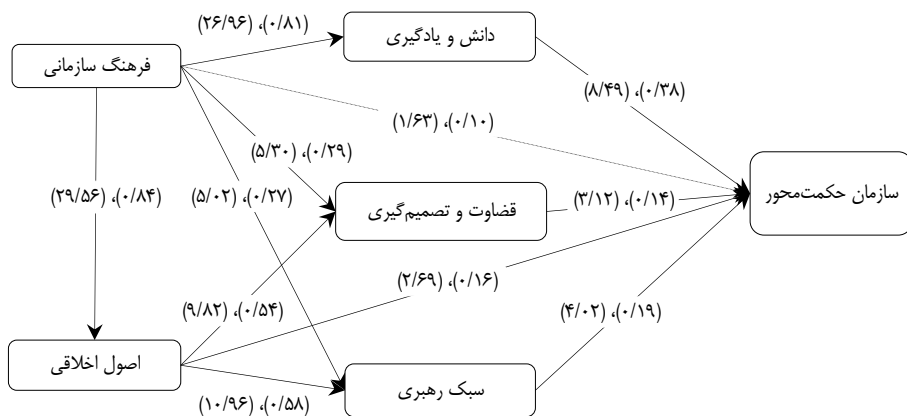 (۰/۸۱)، (۲۶/۹۶)
دانش و یادگیری
فرهنگ سازمانی
(۰/۳۸)، (۸/۴۹)
(۰/۱۰)، (۱/۶۳)
(۰/۲۹)، (۵/۳۰)
(۰/۸۴)، (۲۹/۵۶)
(۰/۲۷)، (۵/۰۲)
سازمان حکمت‌محور
قضاوت و تصمیم‌گیری
(۰/۱۴)، (۳/۱۲)
(۰/۱۶)، (۲/۶۹)
(۰/۵۴)، (۹/۸۲)
(۰/۱۹)، (۴/۰۲)
اصول اخلاقی
سبک رهبری
(۰/۵۸)، (۱۰/۹۶)